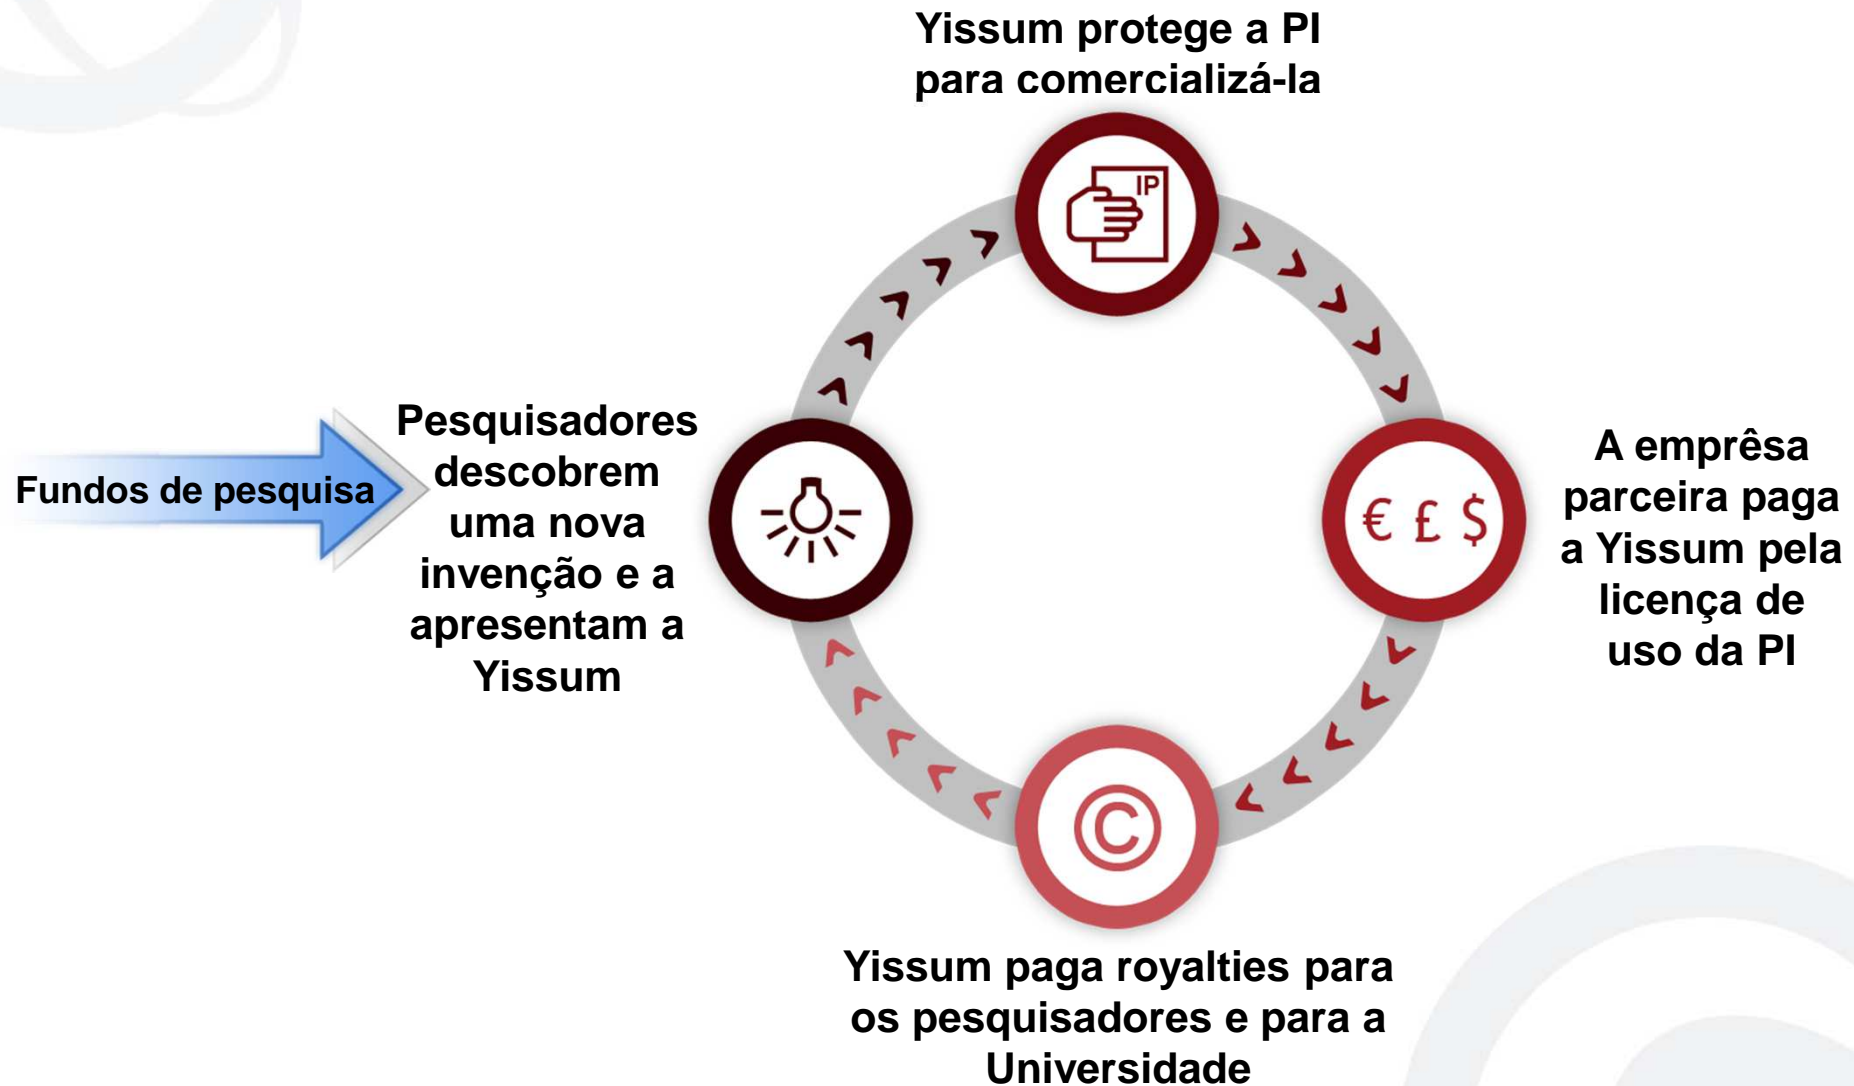 Yissum protege a PI
para comercializá-la
IP
Fundos de pesquisa
Pesquisadores
descobrem
uma nova
invenção e a
apresentam a
Yissum
€ £ $
A emprêsa
parceira paga
a Yissum pela
licença de
uso da PI
©
Yissum paga royalties para
os pesquisadores e para a
Universidade